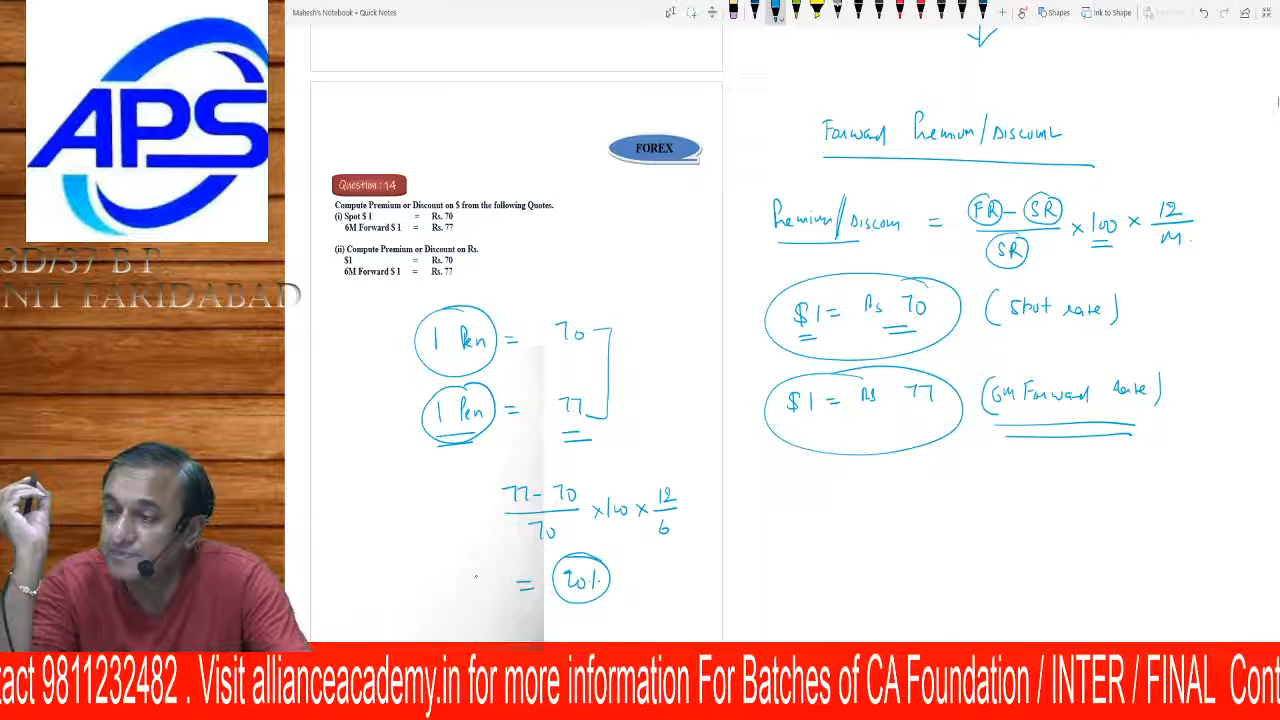 Mahesh's Notebook » Quick Notes
Shapes
Ink to Shape
APS
3D/37 B.P.
NIT FARIDABAD
FOREX
Question : 14
Compute Premium or Discount on $ from the following Quotes.
(i) Spot $ 1 = Rs. 70
6M Forward $ 1 = Rs. 77
(ii) Compute Premium or Discount on Rs.
$1 = Rs. 70
6M Forward $ 1 = Rs. 77
1 Pen = 70
1 Pen = 77
77 - 70
70
×100 × 12
6
= 20%
Forward Premium/Discount
Premium/Discoun = FR - SR
SR
× 100 × 12
M.
$1 = Rs 70 (Spot rate)
$1 = Rs 77 (6M Forward rate)
tact 9811232482 . Visit allianceacademy.in for more information For Batches of CA Foundation / INTER / FINAL Cont